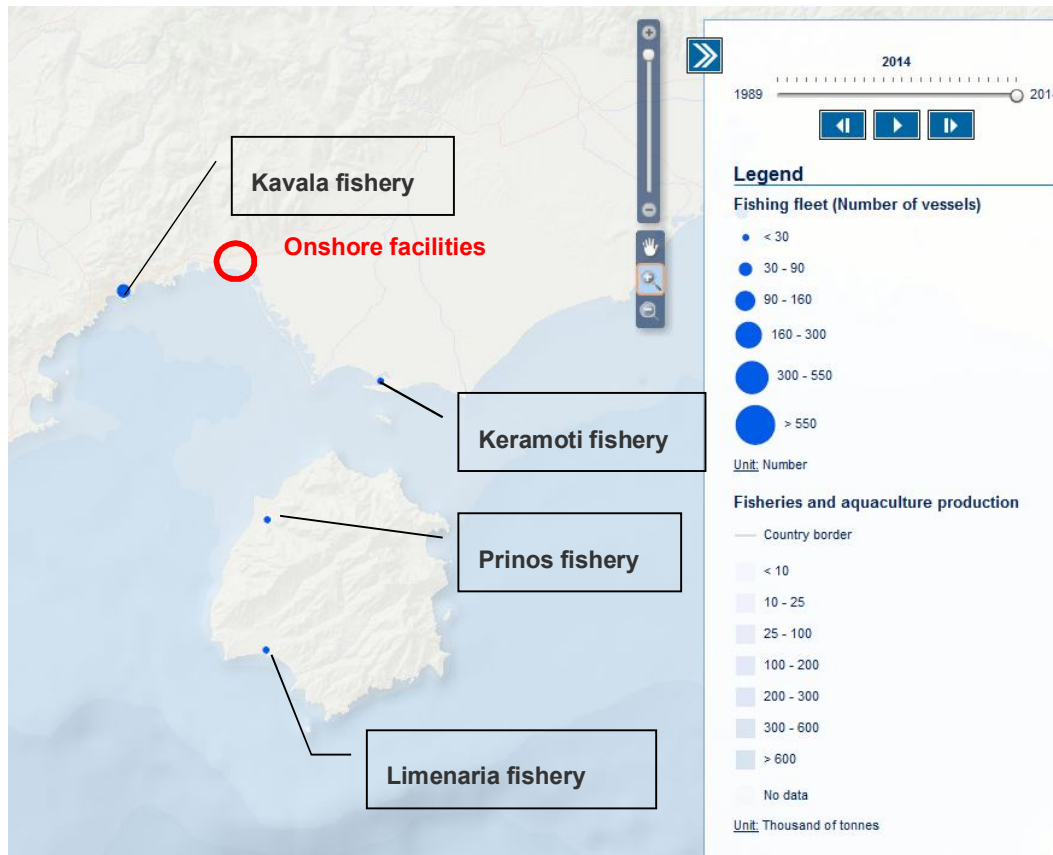 Kavala fishery
Onshore facilities
Keramoti fishery
Prinos fishery
Limenaria fishery
2014
1989
2014
Legend
Fishing fleet (Number of vessels)
< 30
30 - 90
90 - 160
160 - 300
300 - 550
> 550
Unit: Number
Fisheries and aquaculture production
Country border
< 10
10 - 25
25 - 100
100 - 200
200 - 300
300 - 600
> 600
No data
Unit: Thousand of tonnes